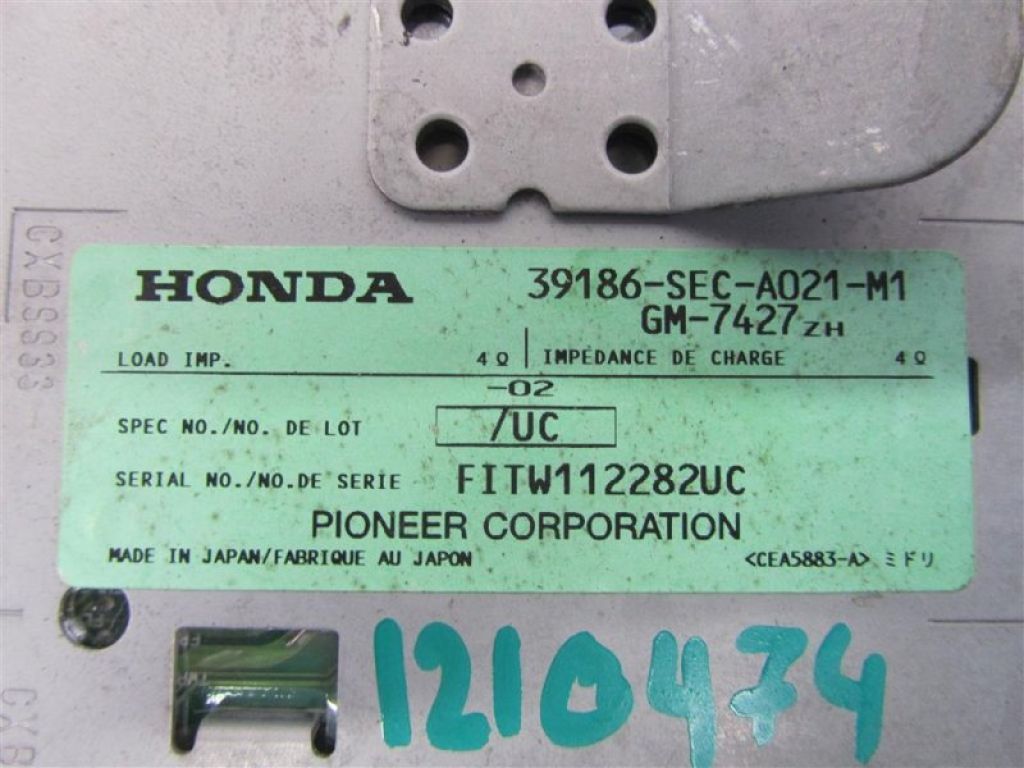 CXBSS33
HONDA 39186-SEC-A021-M1
GM-7427ZH
LOAD IMP. 4Ω IMPÉDANCE DE CHARGE 4Ω
-02
SPEC NO./NO. DE LOT /UC
SERIAL NO./NO.DE SERIE FITW112282UC
PIONEER CORPORATION
MADE IN JAPAN/FABRIQUE AU JAPON <CEA5883-A> ミドリ
1210474